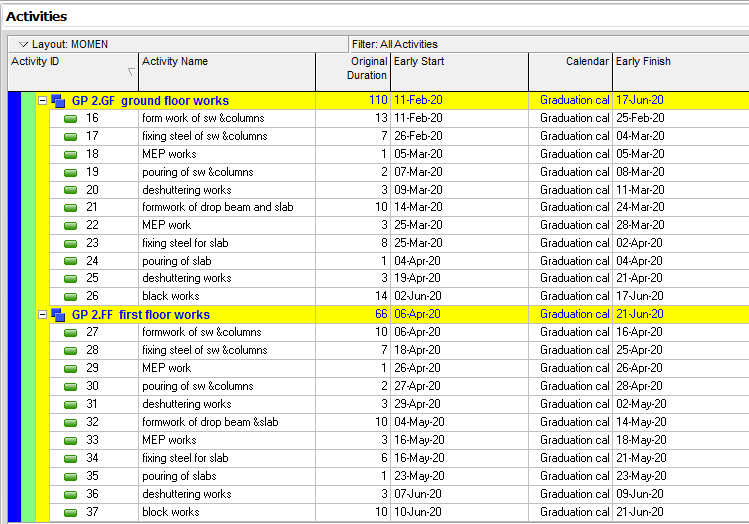 Activities
Layout: MOMEN Filter: All Activities
Activity ID Activity Name Original Duration Early Start Calendar Early Finish
GP 2.GF ground floor works 110 11-Feb-20 Graduation cal 17-Jun-20
16 form work of sw &columns 13 11-Feb-20 Graduation cal 25-Feb-20
17 fixing steel of sw &columns 7 26-Feb-20 Graduation cal 04-Mar-20
18 MEP works 1 05-Mar-20 Graduation cal 05-Mar-20
19 pouring of sw &columns 2 07-Mar-20 Graduation cal 08-Mar-20
20 deshuttering works 3 09-Mar-20 Graduation cal 11-Mar-20
21 formwork of drop beam and slab 10 14-Mar-20 Graduation cal 24-Mar-20
22 MEP work 3 25-Mar-20 Graduation cal 28-Mar-20
23 fixing steel for slab 8 25-Mar-20 Graduation cal 02-Apr-20
24 pouring of slab 1 04-Apr-20 Graduation cal 04-Apr-20
25 deshuttering works 3 19-Apr-20 Graduation cal 21-Apr-20
26 black works 14 02-Jun-20 Graduation cal 17-Jun-20
GP 2.FF first floor works 66 06-Apr-20 Graduation cal 21-Jun-20
27 formwork of sw &columns 10 06-Apr-20 Graduation cal 16-Apr-20
28 fixing steel of sw &columns 7 18-Apr-20 Graduation cal 25-Apr-20
29 MEP work 1 26-Apr-20 Graduation cal 26-Apr-20
30 pouring of sw &columns 2 27-Apr-20 Graduation cal 28-Apr-20
31 deshuttering works 3 29-Apr-20 Graduation cal 02-May-20
32 formwork of drop beam &slab 10 04-May-20 Graduation cal 14-May-20
33 MEP works 3 16-May-20 Graduation cal 18-May-20
34 fixing steel for slab 6 16-May-20 Graduation cal 21-May-20
35 pouring of slabs 1 23-May-20 Graduation cal 23-May-20
36 deshuttering works 3 07-Jun-20 Graduation cal 09-Jun-20
37 block works 10 10-Jun-20 Graduation cal 21-Jun-20